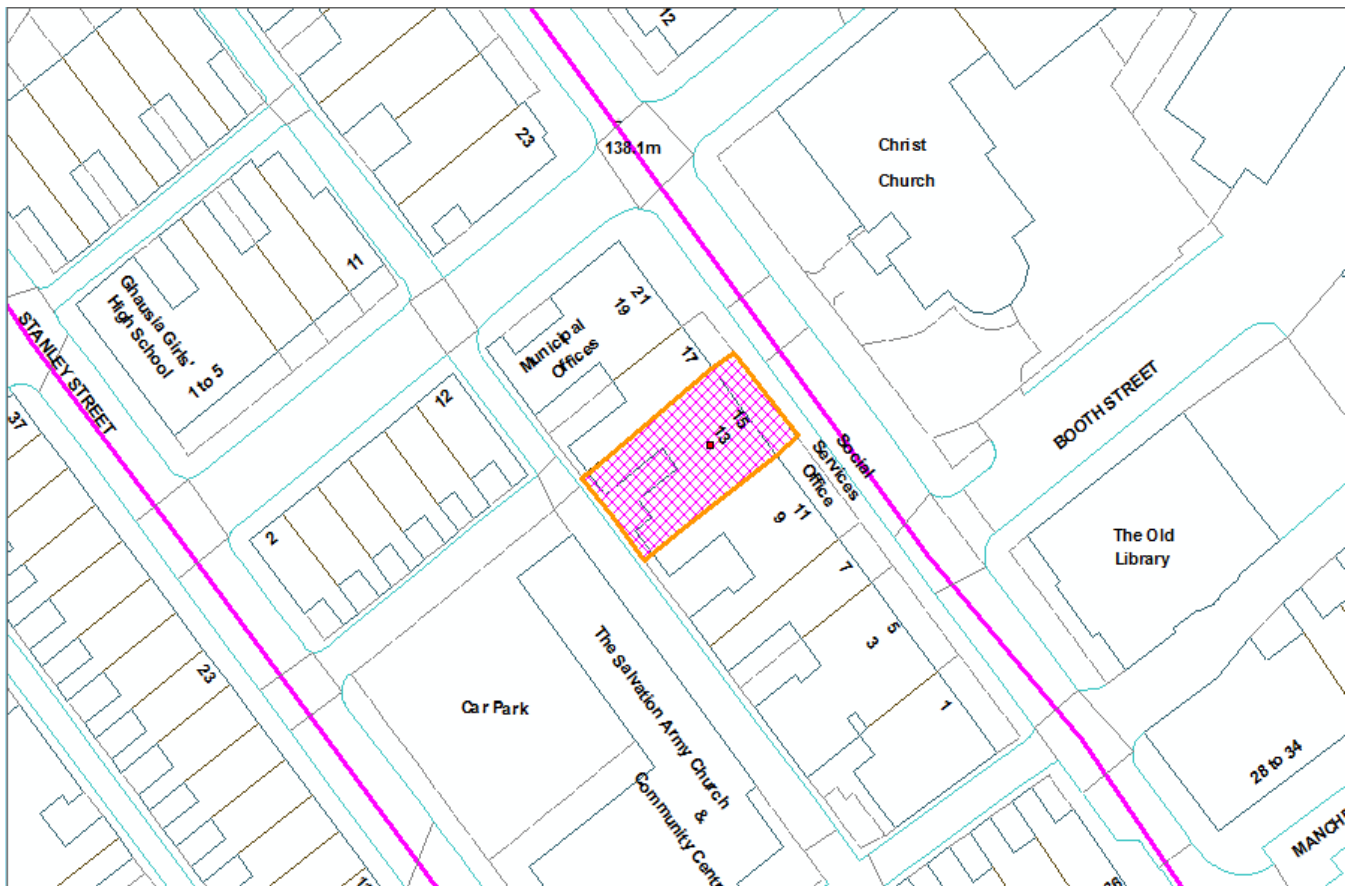 12
23
138.1m
Christ
Church
11
Ghausia Girls'
High School
1 to 5
STANLEY STREET
37
21
19
Municipal
Offices
17
15
13
12
2
BOOTH STREET
Social
Services
Office
11
9
7
5
3
1
The Old
Library
23
Car Park
The Salvation Army Church
&
Community Centr
28 to 34